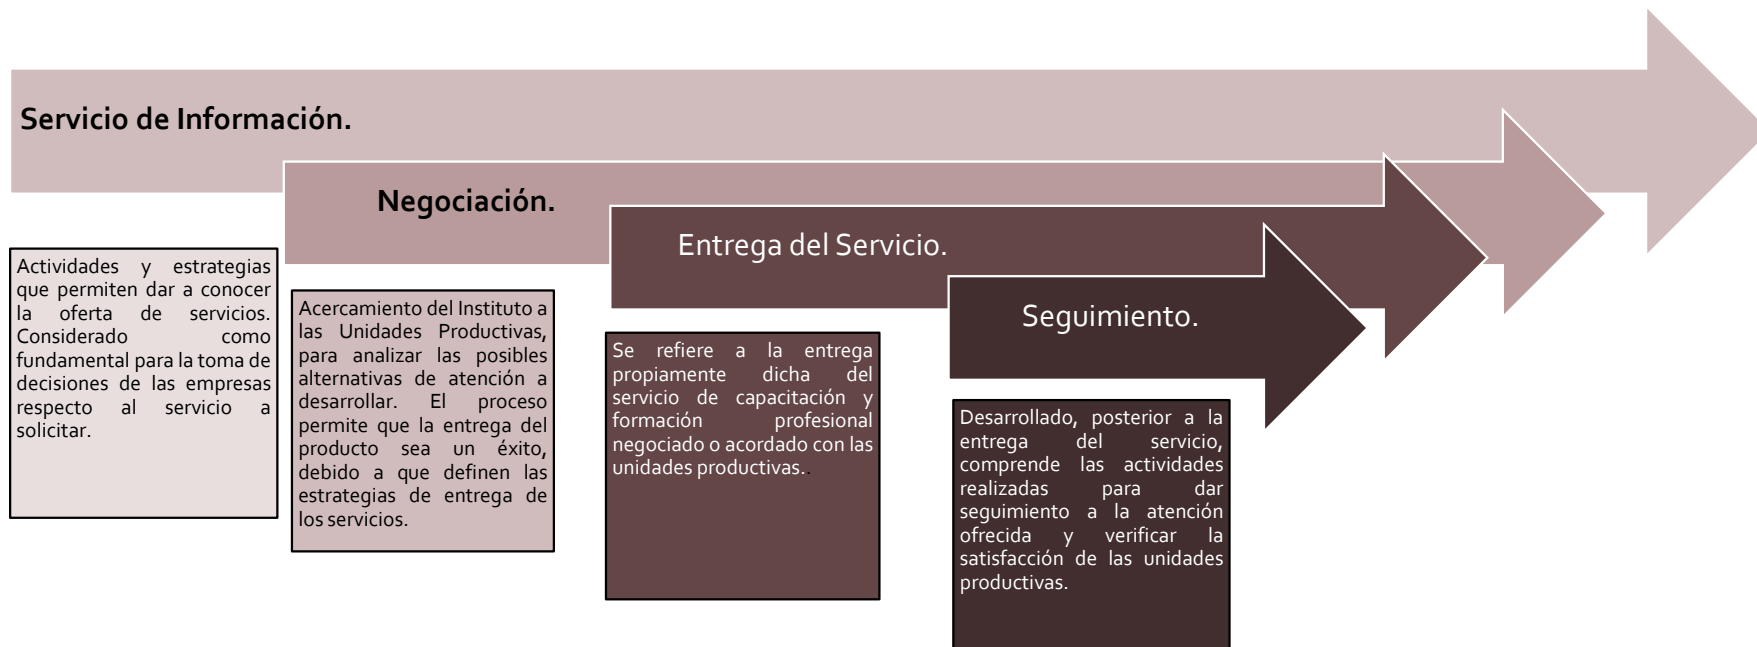 Servicio de Información.
Actividades y estrategias
que permiten dar a conocer
la oferta de servicios.
Considerado como
fundamental para la toma de
decisiones de las empresas
respecto al servicio a
solicitar.
Negociación.
Acercamiento del Instituto a
las Unidades Productivas,
para analizar las posibles
alternativas de atención a
desarrollar. El proceso
permite que la entrega del
producto sea un éxito,
debido a que definen las
estrategias de entrega de
los servicios.
Entrega del Servicio.
Se refiere a la entrega
propiamente dicha del
servicio de capacitación y
formación profesional
negociado o acordado con las
unidades productivas..
Seguimiento.
Desarrollado, posterior a la
entrega del servicio,
comprende las actividades
realizadas para dar
seguimiento a la atención
ofrecida y verificar la
satisfacción de las unidades
productivas.